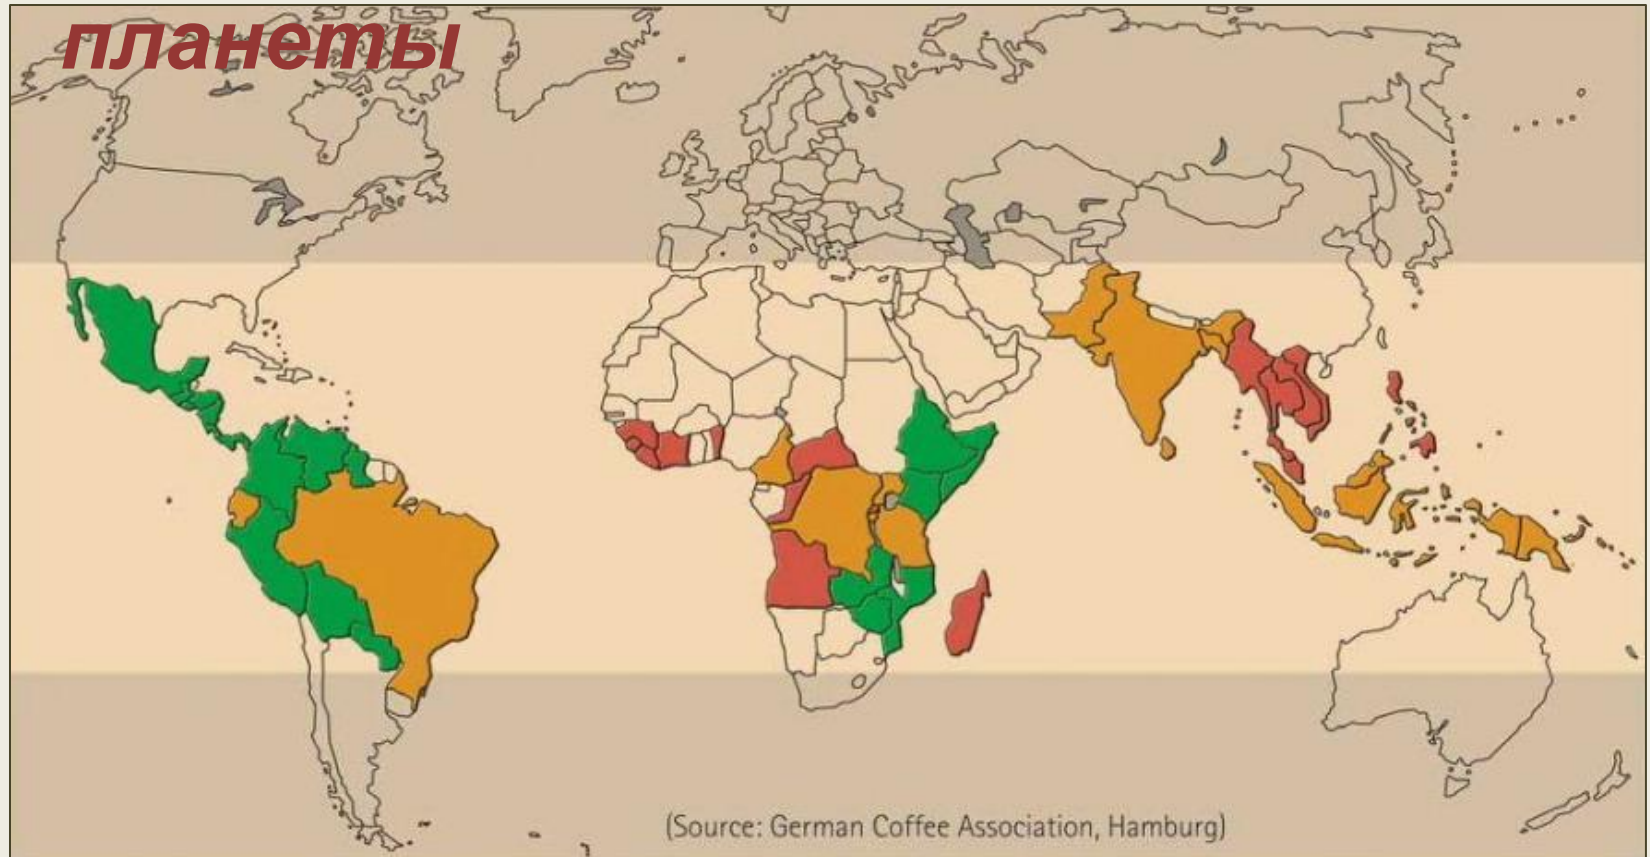 планеты
(Source: German Coffee Association, Hamburg)